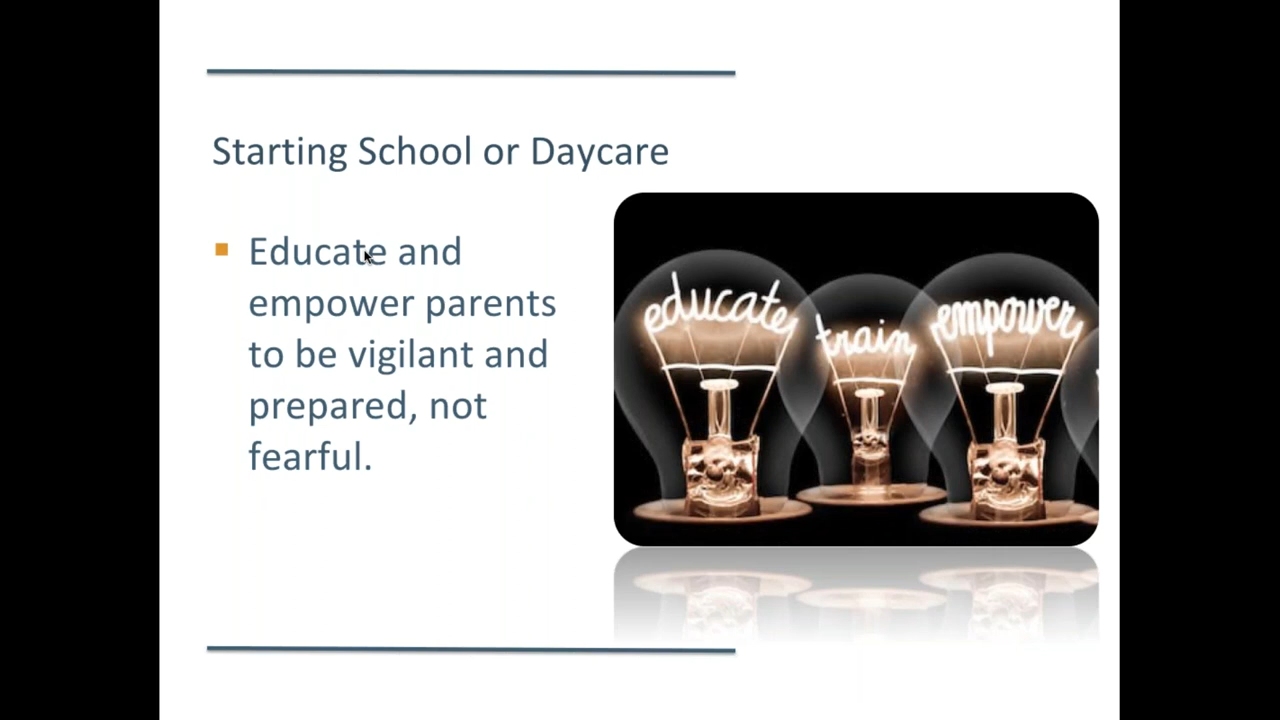 Starting School or Daycare
Educate and
empower parents
to be vigilant and
prepared, not
fearful.
educate
train
empower